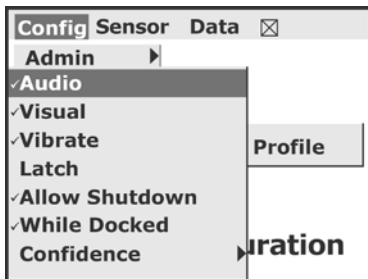 Config Sensor Data
Admin
✓Audio
✓Visual
✓Vibrate
Profile
Latch
✓Allow Shutdown
✓While Docked
Confidence
uration